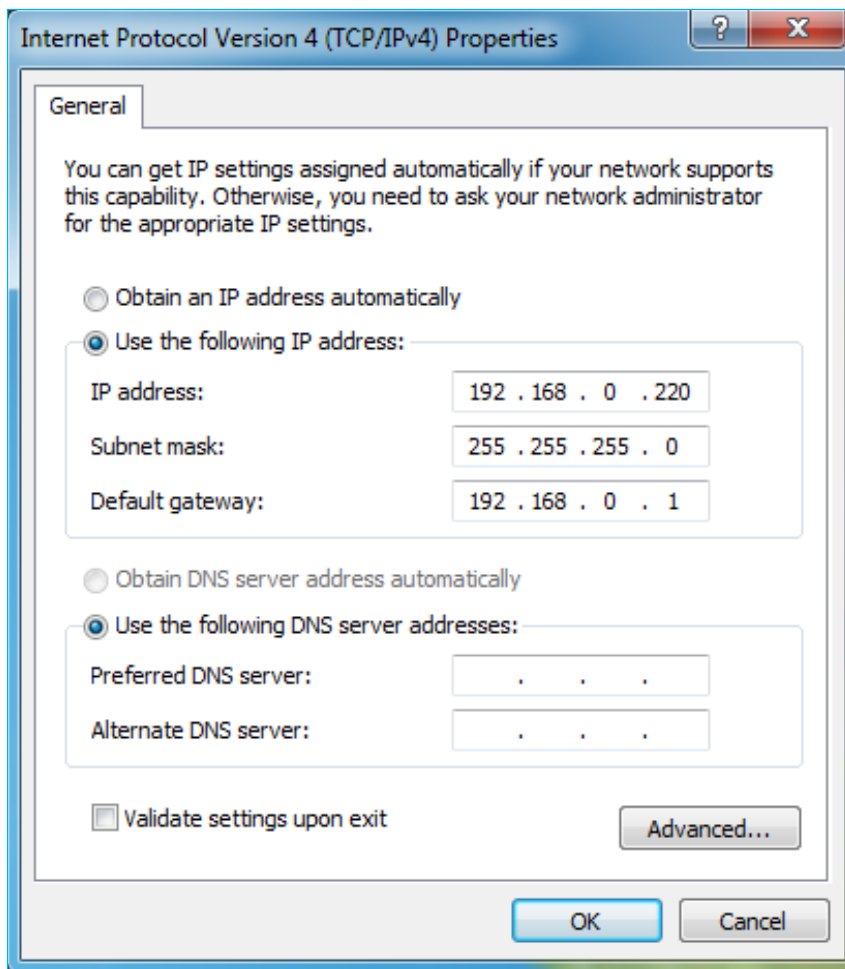 Internet Protocol Version 4 (TCP/IPv4) Properties
?
X
General
You can get IP settings assigned automatically if your network supports
this capability. Otherwise, you need to ask your network administrator
for the appropriate IP settings.
Obtain an IP address automatically
Use the following IP address:
IP address: 192 . 168 . 0 . 220
Subnet mask: 255 . 255 . 255 . 0
Default gateway: 192 . 168 . 0 . 1
Obtain DNS server address automatically
Use the following DNS server addresses:
Preferred DNS server: . . .
Alternate DNS server: . . .
Validate settings upon exit
Advanced...
OK Cancel